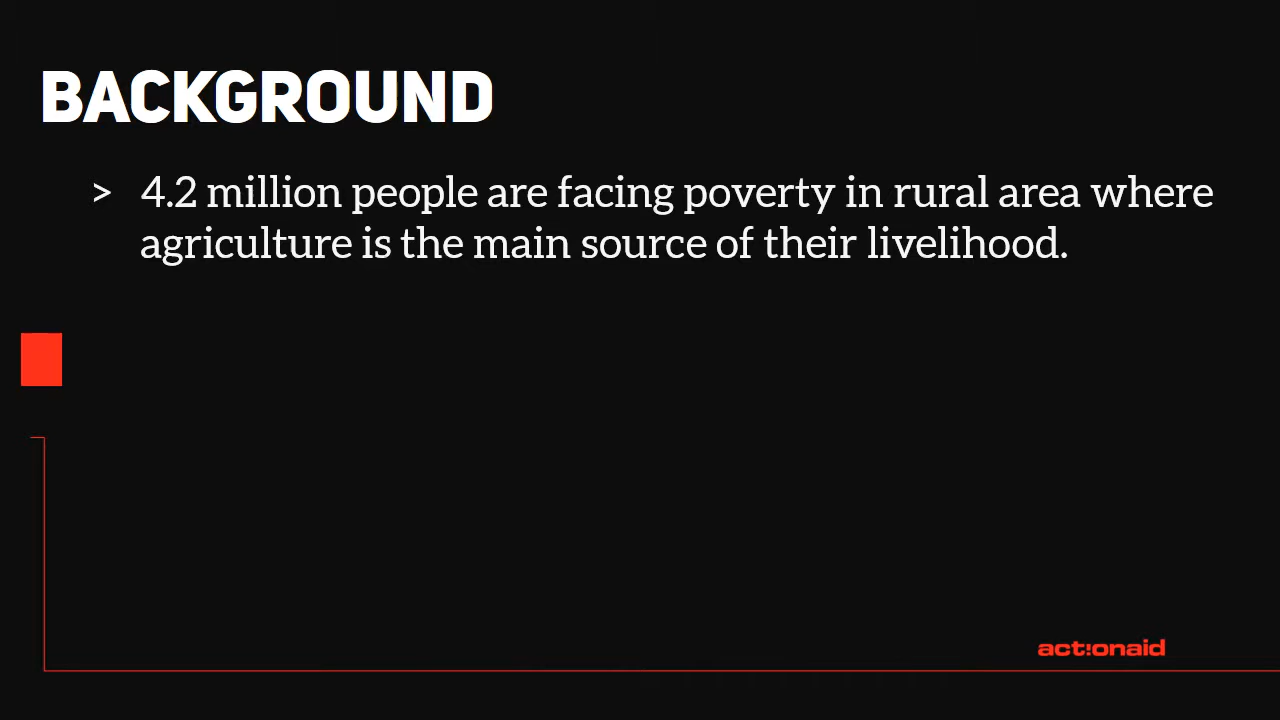 BACKGROUND
> 4.2 million people are facing poverty in rural area where
agriculture is the main source of their livelihood.
act!onaid